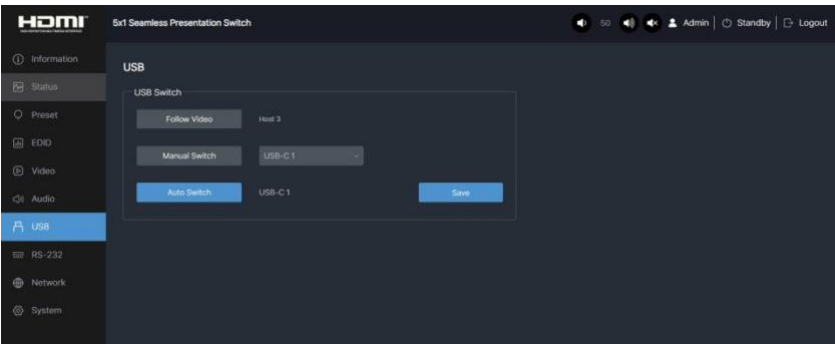 HDMI
5x1 Seamless Presentation Switch
50
Admin
Standby
Logout
Information
Status
Preset
EDID
Video
Audio
USB
RS-232
Network
System
USB
USB Switch
Follow Video Host 3
Manual Switch USB-C 1
Auto Switch USB-C 1 Save